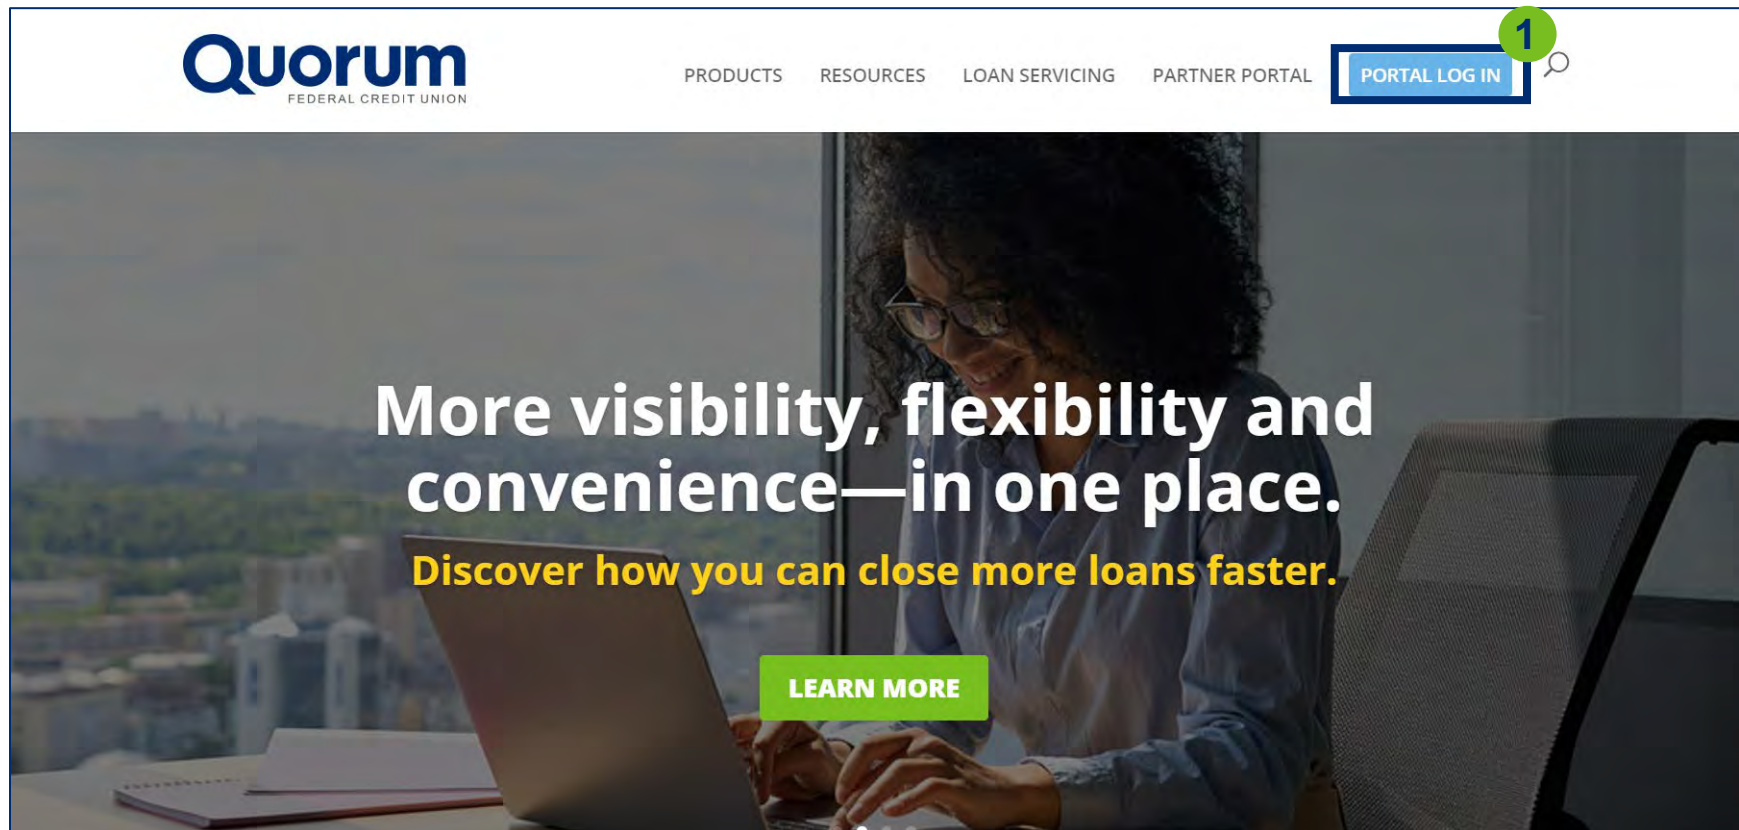 Quorum
FEDERAL CREDIT UNION
PRODUCTS RESOURCES LOAN SERVICING PARTNER PORTAL PORTAL LOG IN
1
More visibility, flexibility and
convenience—in one place.
Discover how you can close more loans faster.
LEARN MORE